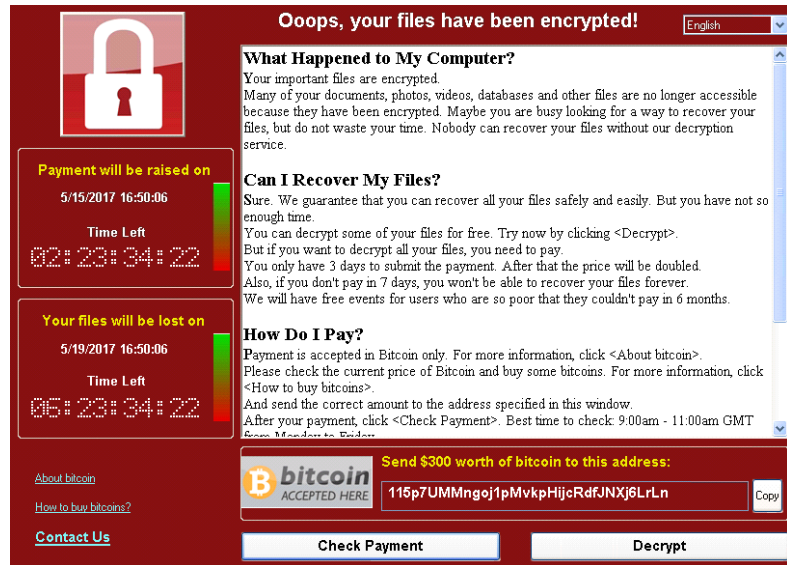 Ooops, your files have been encrypted!
English
Payment will be raised on
5/15/2017 16:50:06
Time Left
02:23:34:22
Your files will be lost on
5/19/2017 16:50:06
Time Left
06:23:34:22
About bitcoin
How to buy bitcoins?
Contact Us
What Happened to My Computer?
Your important files are encrypted.
Many of your documents, photos, videos, databases and other files are no longer accessible
because they have been encrypted. Maybe you are busy looking for a way to recover your
files, but do not waste your time. Nobody can recover your files without our decryption
service.
Can I Recover My Files?
Sure. We guarantee that you can recover all your files safely and easily. But you have not so
enough time.
You can decrypt some of your files for free. Try now by clicking <Decrypt>.
But if you want to decrypt all your files, you need to pay.
You only have 3 days to submit the payment. After that the price will be doubled.
Also, if you don't pay in 7 days, you won't be able to recover your files forever.
We will have free events for users who are so poor that they couldn't pay in 6 months.
How Do I Pay?
Payment is accepted in Bitcoin only. For more information, click <About bitcoin>.
Please check the current price of Bitcoin and buy some bitcoins. For more information, click
<How to buy bitcoins>.
And send the correct amount to the address specified in this window.
After your payment, click <Check Payment>. Best time to check: 9:00am - 11:00am GMT
from Monday to Friday
bitcoin
ACCEPTED HERE
Send $300 worth of bitcoin to this address:
115p7UMMngoj1pMvkpHijcRdfJNXj6LrLn
Copy
Check Payment
Decrypt